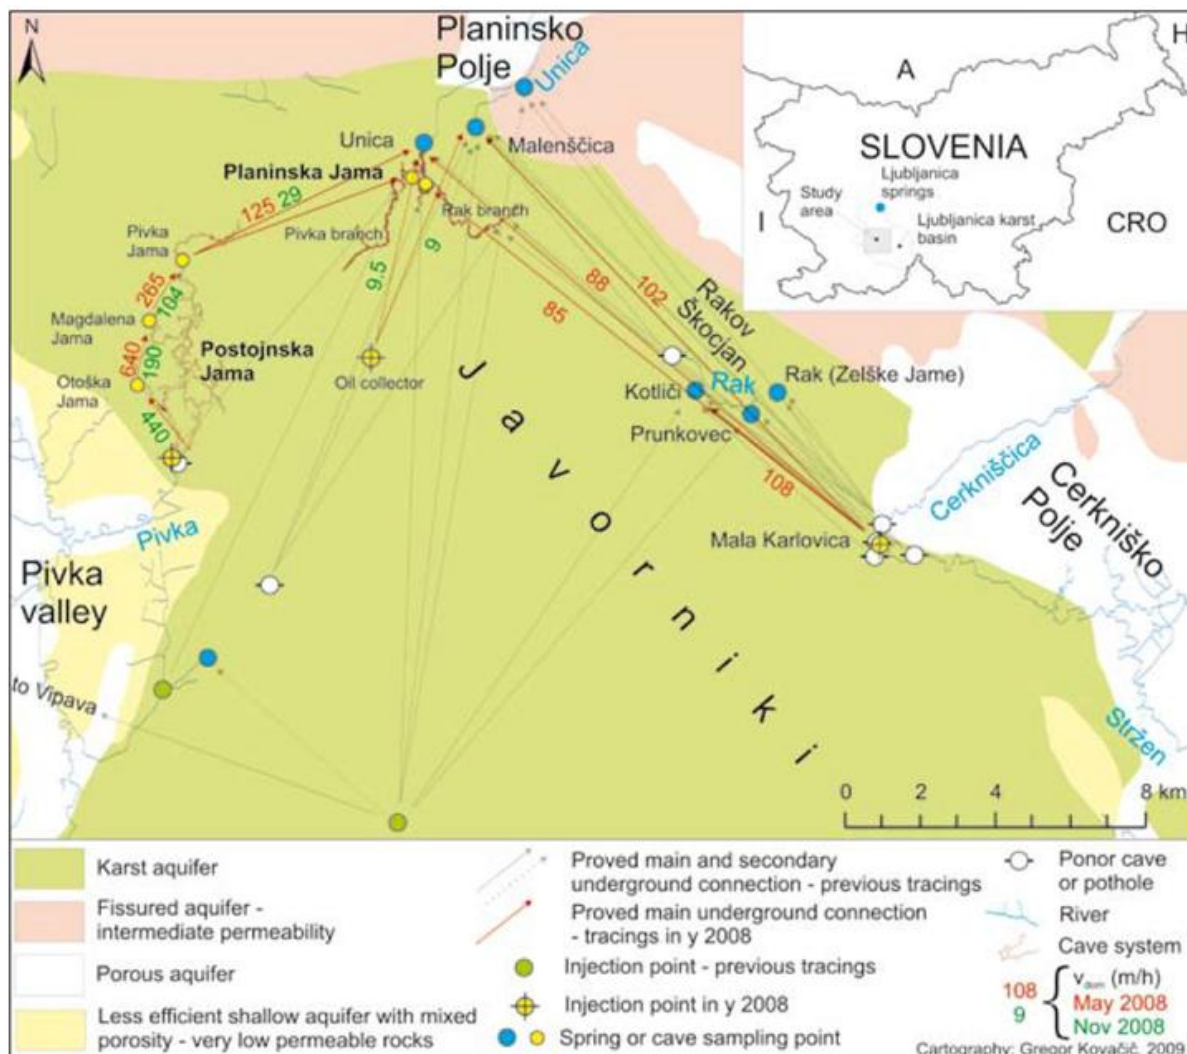 N
Planinsko
Polje
Unica
Unica
Malenščica
Planinska Jama
Rak branch
Pivka branch
Pivka
Jama
125 29
9.5
9
265
104
Magdalena
Jama
640
190
Postojnska
Jama
Otoška
Jama
440
Oil collector
85
88
102
Rakov
Škocjan
Kotliči
Rak
Rak (Zelške Jame)
Prunkovec
108
Mala Karlovica
Cerkniščica
Cerkniško
Polje
Stržen
Javorniki
Pivka
Pivka
valley
to Vipava
H
A
SLOVENIA
Ljubljanica
springs
Study
area
Ljubljanica karst
basin
I
CRO
0 2 4 8 km
Karst aquifer
Fissured aquifer -
intermediate permeability
Porous aquifer
Less efficient shallow aquifer with mixed
porosity - very low permeable rocks
Proved main and secondary
underground connection - previous tracings
Proved main underground connection
- tracings in y 2008
Injection point - previous tracings
Injection point in y 2008
Spring or cave sampling point
Ponor cave
or pothole
River
Cave system
108
9
v dom (m/h)
May 2008
Nov 2008
Cartography: Gregor Kovačič, 2009